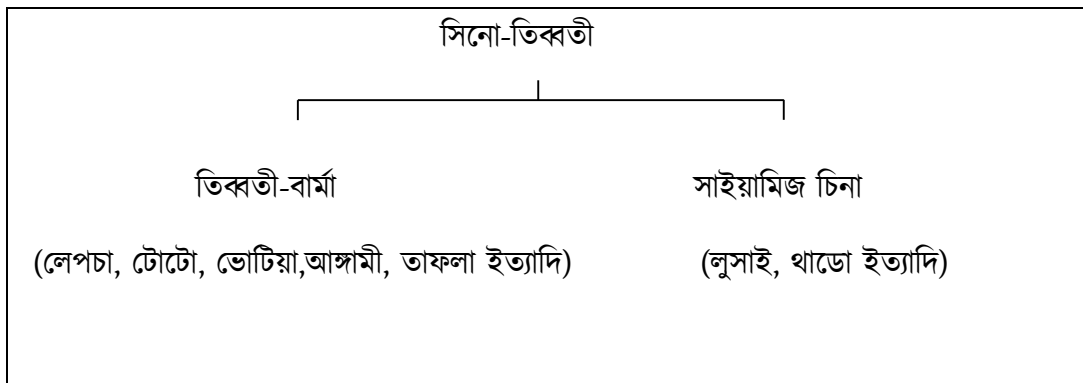 সিনো-তিব্বতী
তিব্বতী-বার্মা সাইয়ামিজ চিনা
(লেপচা, টোটো, ভোটিয়া,আঙ্গামী, তাফলা ইত্যাদি) (লুসাই, থাডো ইত্যাদি)